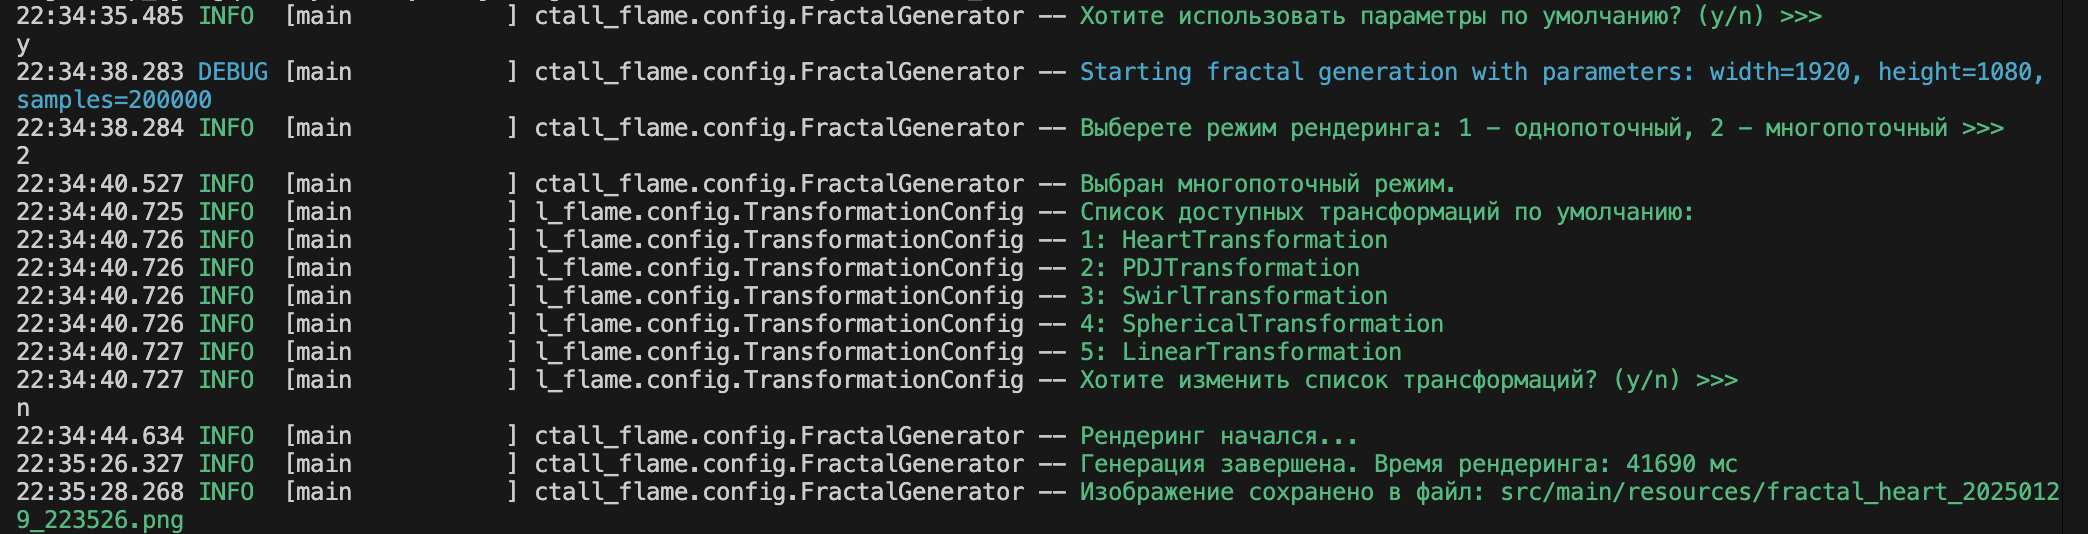 22:34:35.485 INFO  [main           ] ctall_flame.config.FractalGenerator -- Хотите использовать параметры по умолчанию? (y/n) >>>
y
22:34:38.283 DEBUG [main           ] ctall_flame.config.FractalGenerator -- Starting fractal generation with parameters: width=1920, height=1080,
samples=200000
22:34:38.284 INFO  [main           ] ctall_flame.config.FractalGenerator -- Выберете режим рендеринга: 1 - однопоточный, 2 - многопоточный >>>
2
22:34:40.527 INFO  [main           ] ctall_flame.config.FractalGenerator -- Выбран многопоточный режим.
22:34:40.725 INFO  [main           ] l_flame.config.TransformationConfig -- Список доступных трансформаций по умолчанию:
22:34:40.726 INFO  [main           ] l_flame.config.TransformationConfig -- 1: HeartTransformation
22:34:40.726 INFO  [main           ] l_flame.config.TransformationConfig -- 2: PDJTransformation
22:34:40.726 INFO  [main           ] l_flame.config.TransformationConfig -- 3: SwirlTransformation
22:34:40.726 INFO  [main           ] l_flame.config.TransformationConfig -- 4: SphericalTransformation
22:34:40.727 INFO  [main           ] l_flame.config.TransformationConfig -- 5: LinearTransformation
22:34:40.727 INFO  [main           ] l_flame.config.TransformationConfig -- Хотите изменить список трансформаций? (y/n) >>>
n
22:34:44.634 INFO  [main           ] ctall_flame.config.FractalGenerator -- Рендеринг начался...
22:35:26.327 INFO  [main           ] ctall_flame.config.FractalGenerator -- Генерация завершена. Время рендеринга: 41690 мс
22:35:28.268 INFO  [main           ] ctall_flame.config.FractalGenerator -- Изображение сохранено в файл: src/main/resources/fractal_heart_2025012
9_223526.png